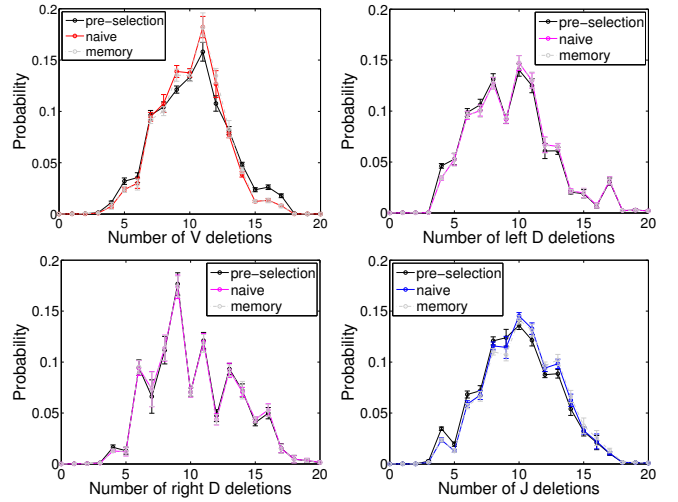 0.2
0.15
0.1
0.05
0
Probability
pre-selection
naive
memory
0 5 10 15 20
Number of V deletions
0.2
0.15
0.1
0.05
0
Probability
pre-selection
naive
memory
0 5 10 15 20
Number of left D deletions
0.2
0.15
0.1
0.05
0
Probability
pre-selection
naive
memory
0 5 10 15 20
Number of right D deletions
0.2
0.15
0.1
0.05
0
Probability
pre-selection
naive
memory
0 5 10 15 20
Number of J deletions